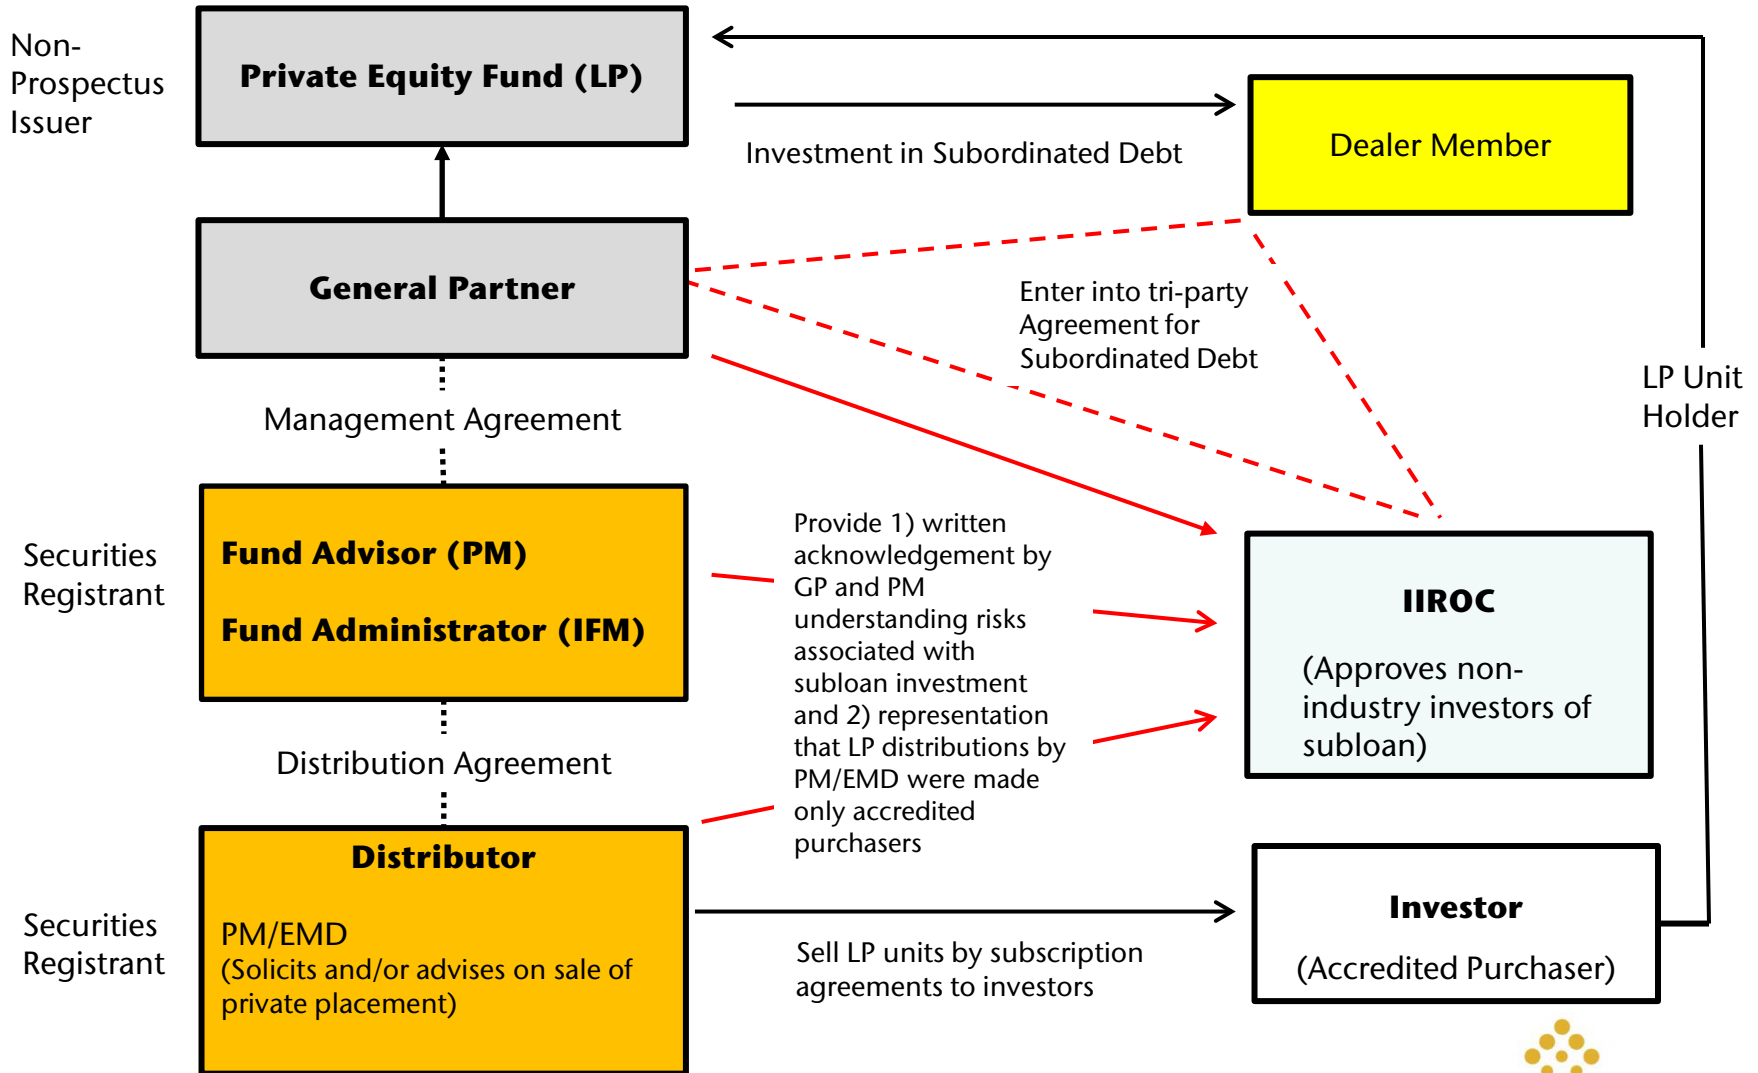 Non-
Prospectus
Issuer
Private Equity Fund (LP)
Investment in Subordinated Debt
Dealer Member
General Partner
Enter into tri-party
Agreement for
Subordinated Debt
LP Unit
Holder
Management Agreement
Securities
Registrant
Fund Advisor (PM)
Fund Administrator (IFM)
Provide 1) written
acknowledgement by
GP and PM
understanding risks
associated with
subloan investment
and 2) representation
that LP distributions by
PM/EMD were made
only accredited
purchasers
IIROC
(Approves non-
industry investors of
subloan)
Distribution Agreement
Securities
Registrant
Distributor
PM/EMD
(Solicits and/or advises on sale of
private placement)
Sell LP units by subscription
agreements to investors
Investor
(Accredited Purchaser)